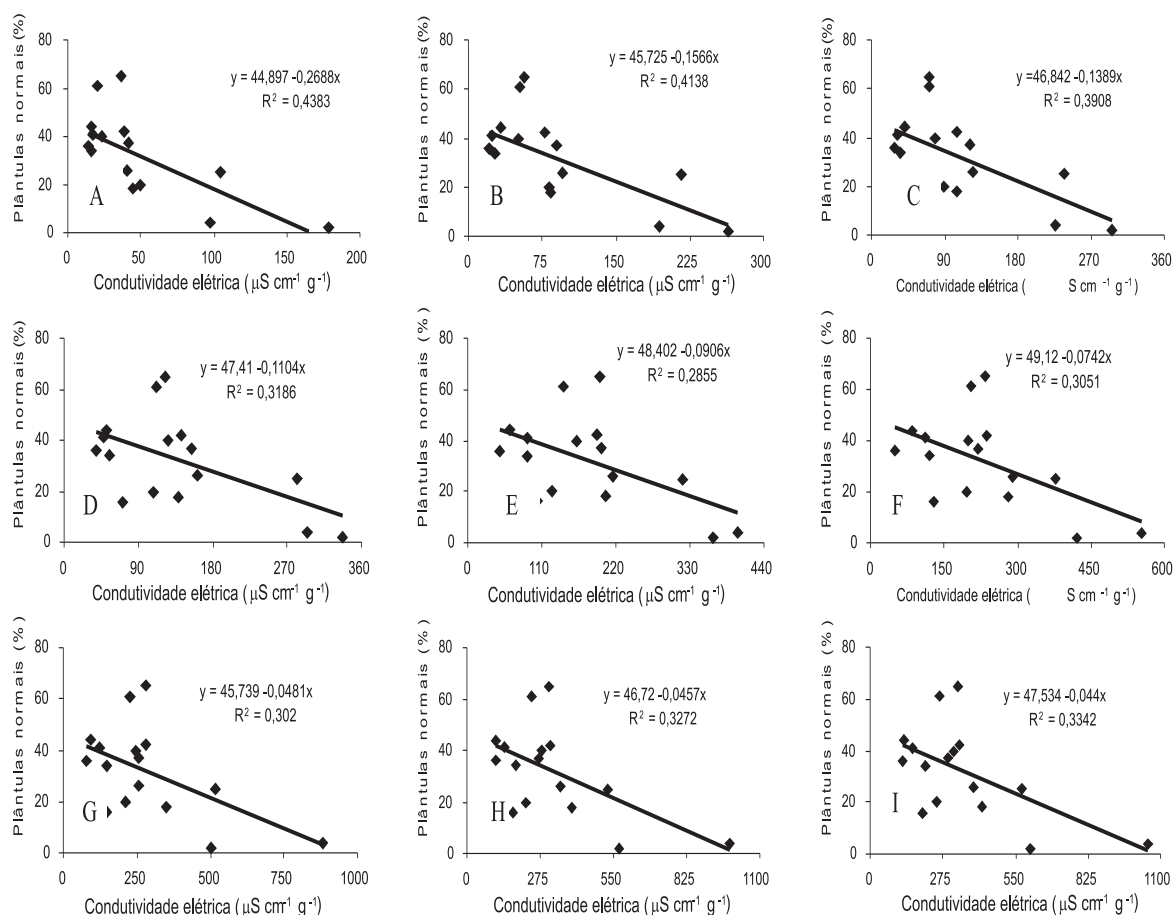 Plântulas normais (%)
80
60
40
20
0
y = 44,897 -0,2688x
R² = 0,4383
A
0 50 100 150 200
Condutividade elétrica ( μS cm⁻¹ g⁻¹)
Plântulas normais (%)
80
60
40
20
0
y = 45,725 -0,1566x
R² = 0,4138
B
0 75 150 225 300
Condutividade elétrica ( μS cm⁻¹ g⁻¹)
Plântulas normais (%)
80
60
40
20
0
y =46,842 -0,1389x
R² = 0,3908
C
0 90 180 270 360
Condutividade elétrica ( S cm⁻¹ g⁻¹)
Plântulas normais (%)
80
60
40
20
0
y = 47,41 -0,1104x
R² = 0,3186
D
0 90 180 270 360
Condutividade elétrica ( μS cm⁻¹ g⁻¹)
Plântulas normais (%)
80
60
40
20
0
y = 48,402 -0,0906x
R² = 0,2855
E
0 110 220 330 440
Condutividade elétrica ( μS cm⁻¹ g⁻¹)
Plântulas normais (%)
80
60
40
20
0
y = 49,12 -0,0742x
R² = 0,3051
F
0 150 300 450 600
Condutividade elétrica ( S cm⁻¹ g⁻¹)
Plântulas normais (%)
80
60
40
20
0
y = 45,739 -0,0481x
R² = 0,302
G
0 250 500 750 1000
Condutividade elétrica ( μS cm⁻¹ g⁻¹)
Plântulas normais (%)
80
60
40
20
0
y = 46,72 -0,0457x
R² = 0,3272
H
0 275 550 825 1100
Condutividade elétrica ( μS cm⁻¹ g⁻¹)
Plântulas normais (%)
80
60
40
20
0
y = 47,534 -0,044x
R² = 0,3342
I
0 275 550 825 1100
Condutividade elétrica ( μS cm⁻¹ g⁻¹)